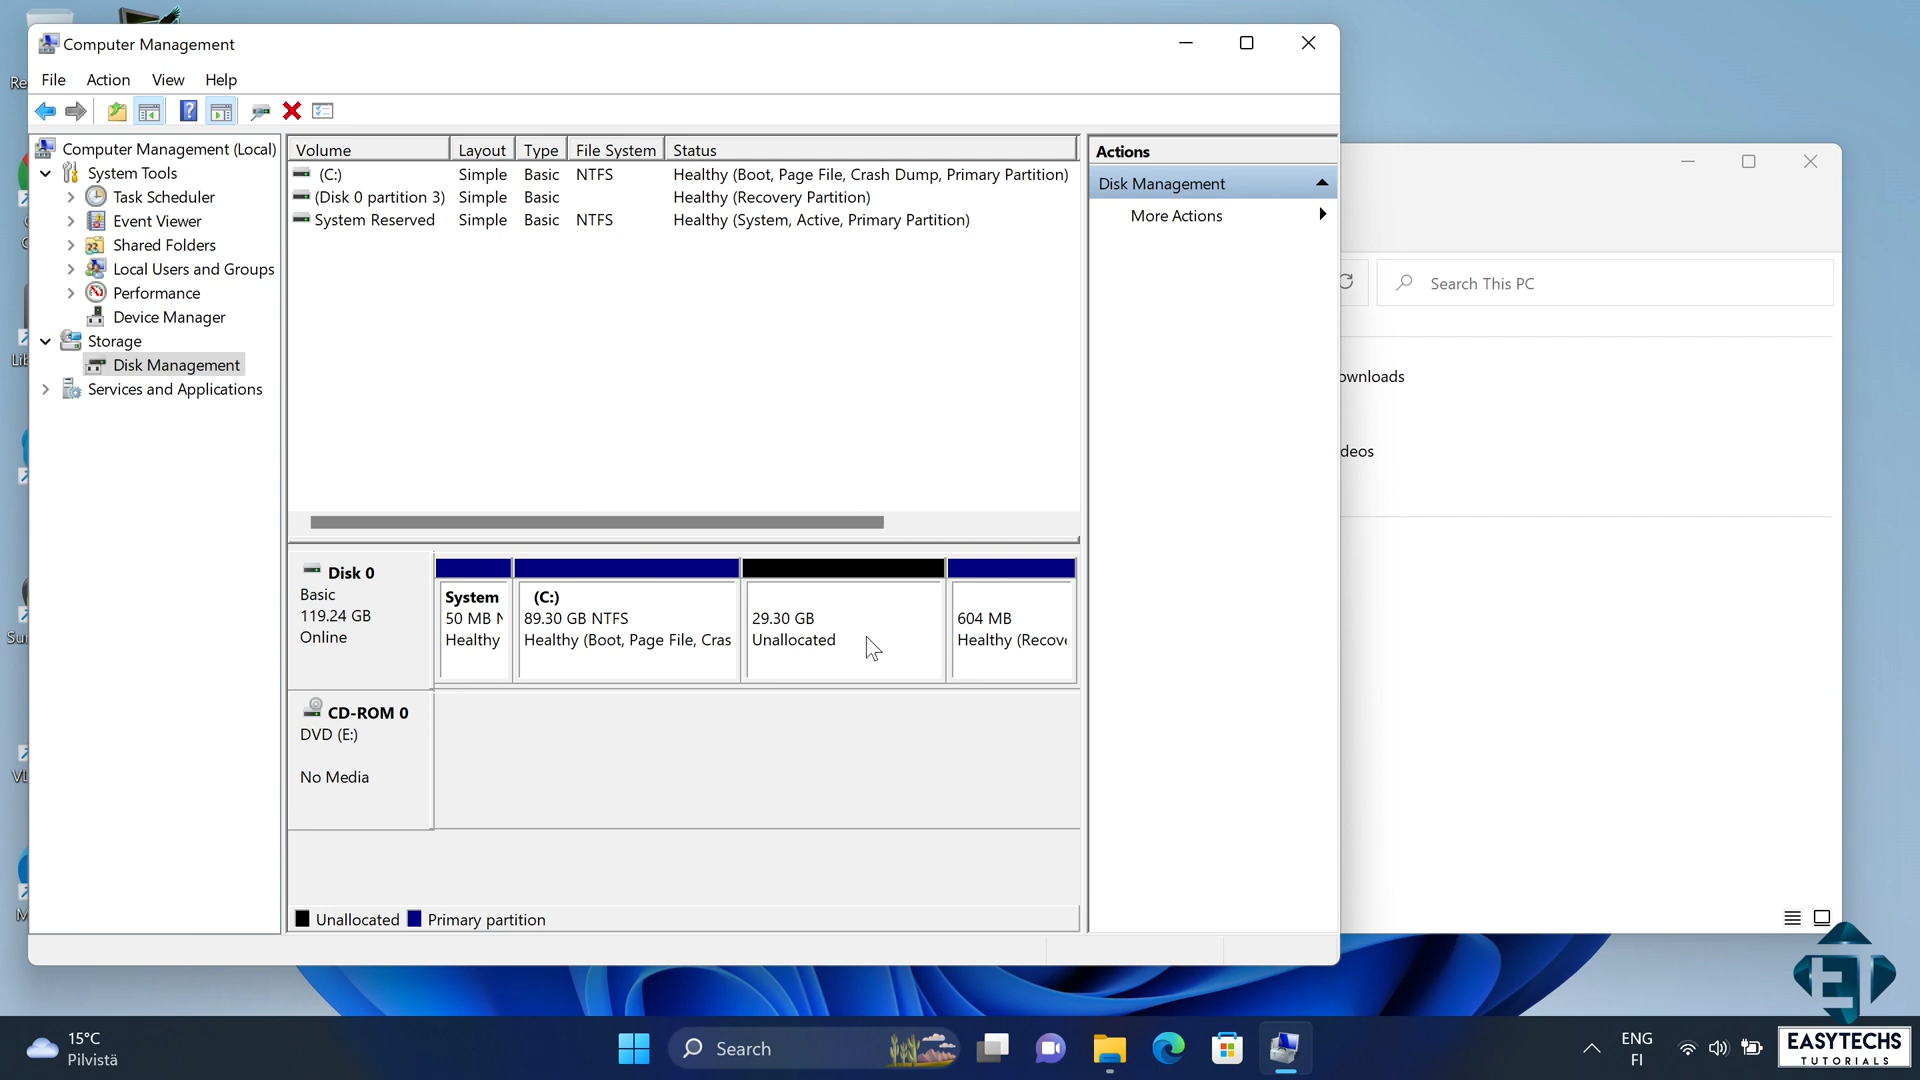 Computer Management
File Action View Help
Computer Management (Local)
System Tools
Task Scheduler
Event Viewer
Shared Folders
Local Users and Groups
Performance
Device Manager
Storage
Disk Management
Services and Applications
Volume Layout Type File System Status
(C:) Simple Basic NTFS Healthy (Boot, Page File, Crash Dump, Primary Partition)
(Disk 0 partition 3) Simple Basic Healthy (Recovery Partition)
System Reserved Simple Basic NTFS Healthy (System, Active, Primary Partition)
Disk 0
Basic
119.24 GB
Online
System
50 MB N
Healthy
(C:)
89.30 GB NTFS
Healthy (Boot, Page File, Cras
29.30 GB
Unallocated
604 MB
Healthy (Recov
CD-ROM 0
DVD (E:)
No Media
Unallocated Primary partition
Actions
Disk Management
More Actions
Search This PC
ownloads
deos
15°C
Pilvistä
Search
ENG
FI
EASYTECHS
TUTORIALS